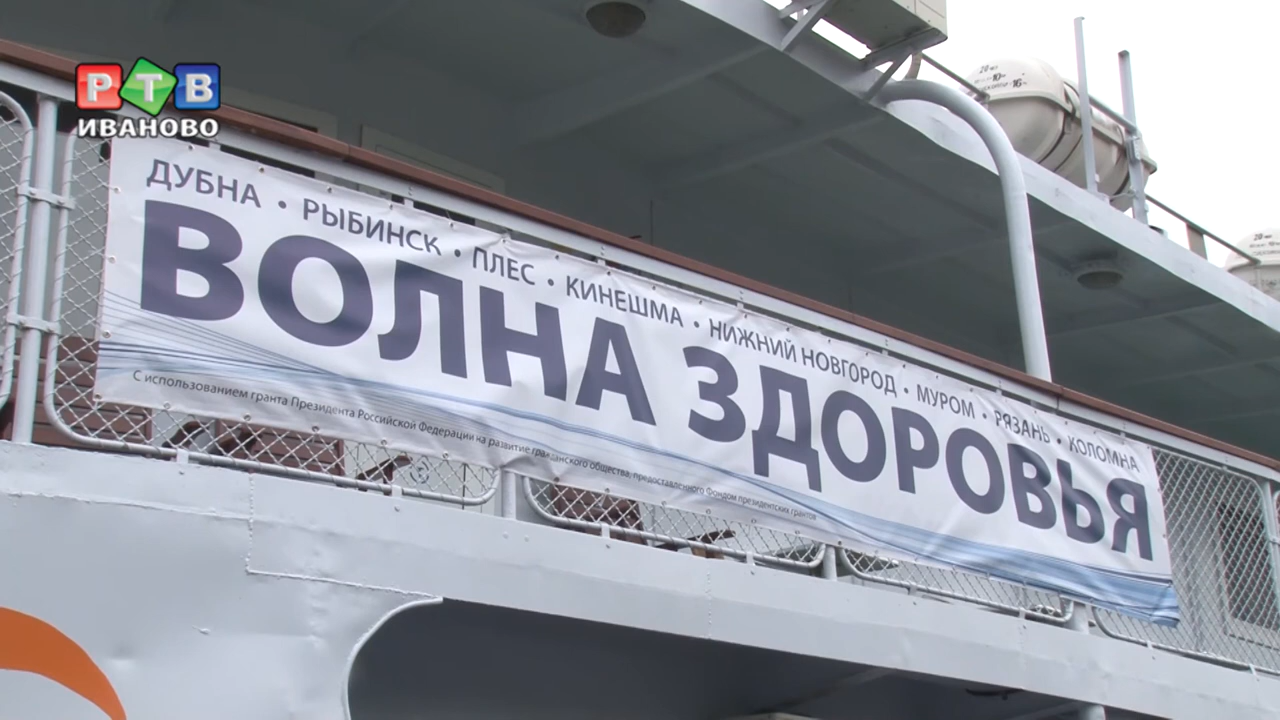 РТВ
ИВАНОВО
ДУБНА • РЫБИНСК • ПЛЕС • КИНЕШМА • НИЖНИЙ НОВГОРОД • МУРОМ • РЯЗАНЬ • КОЛОМНА
ВОЛНА ЗДОРОВЬЯ
С использованием гранта Президента Российской Федерации на развитие гражданского общества, предоставленного Фондом президентских грантов